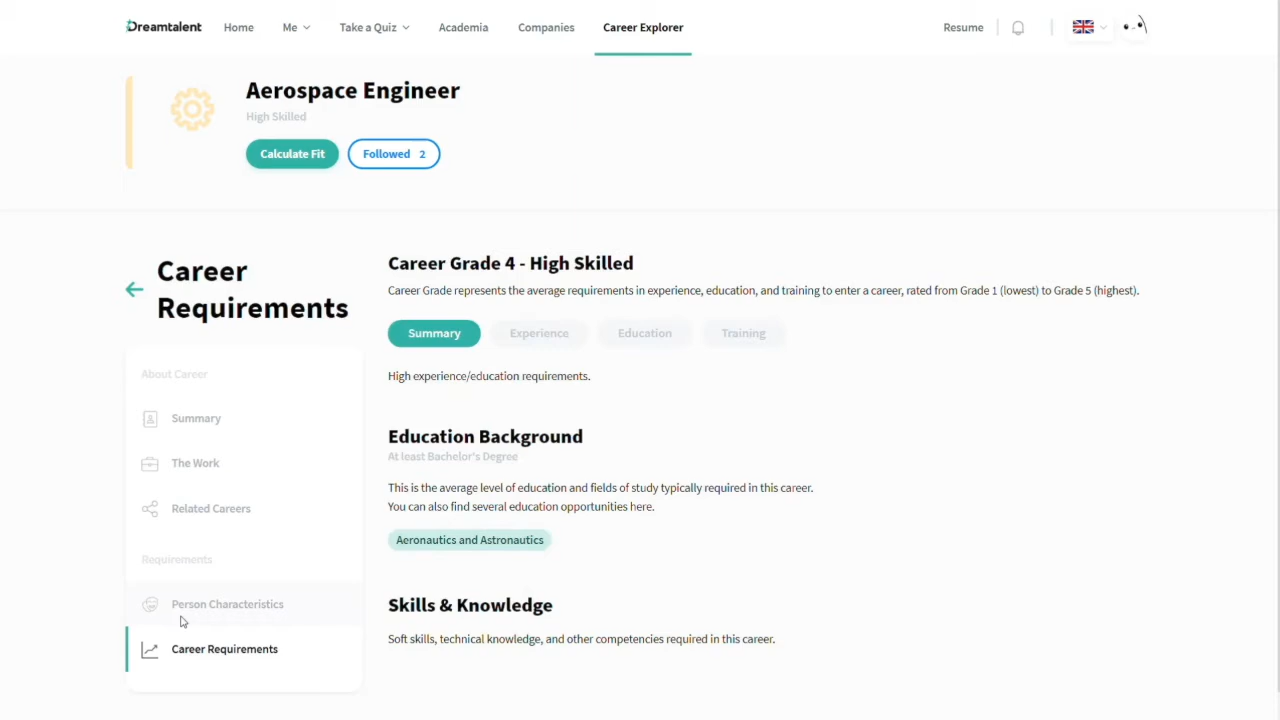 Dreamtalent Home Me Take a Quiz Academia Companies Career Explorer Resume
Aerospace Engineer
High Skilled
Calculate Fit Followed 2
Career
Requirements
About Career
Summary
The Work
Related Careers
Requirements
Person Characteristics
Career Requirements
Career Grade 4 - High Skilled
Career Grade represents the average requirements in experience, education, and training to enter a career, rated from Grade 1 (lowest) to Grade 5 (highest).
Summary Experience Education Training
High experience/education requirements.
Education Background
At least Bachelor's Degree
This is the average level of education and fields of study typically required in this career.
You can also find several education opportunities here.
Aeronautics and Astronautics
Skills & Knowledge
Soft skills, technical knowledge, and other competencies required in this career.